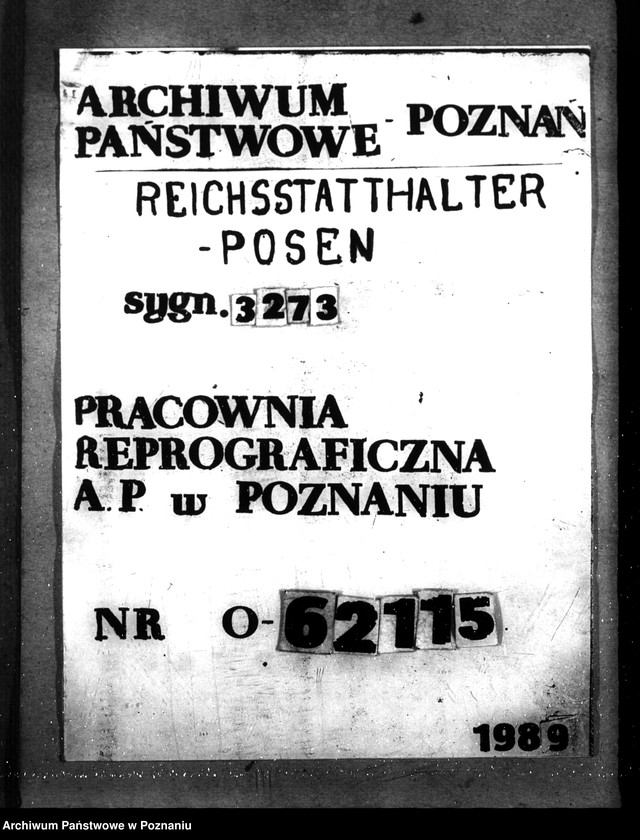 ARCHIWUM
PAŃSTWOWE - POZNAŃ
REICHSSTATTHALTER
-POSEN
sygn. 3273
PRACOWNIA
REPROGRAFICZNA
A.P. w POZNANIU
NR O-62115
1989
Archiwum Państwowe w Poznaniu